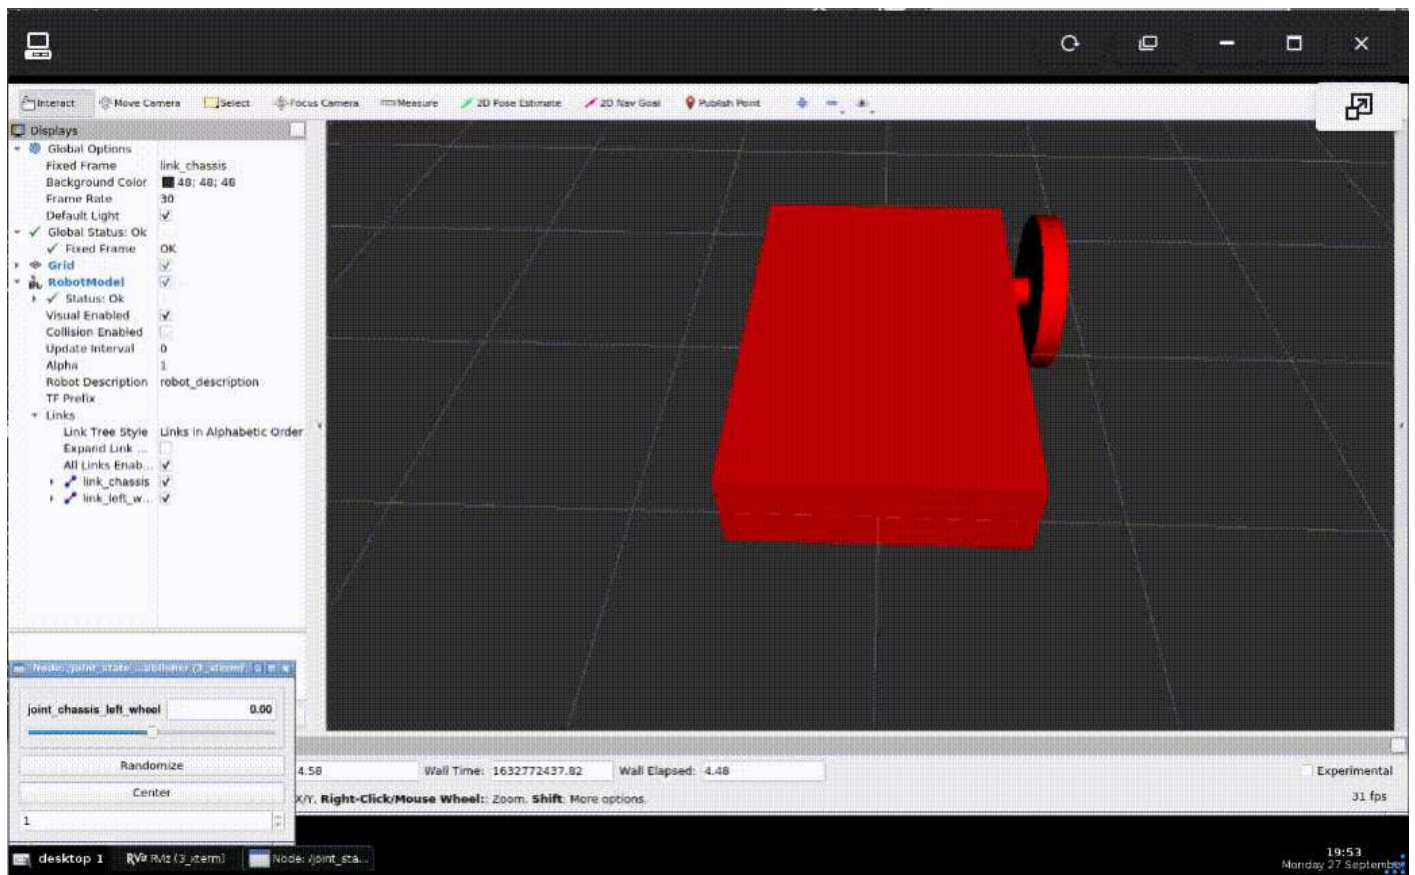 Interact Move Camera Select Focus Camera Measure 2D Pose Estimate 2D Nav Goal Publish Point
Displays
Global Options
Fixed Frame link_chassis
Background Color 48; 48; 48
Frame Rate 30
Default Light
Global Status: Ok
Fixed Frame OK
Grid
RobotModel
Status: Ok
Visual Enabled
Collision Enabled
Update Interval 0
Alpha 1
Robot Description robot_description
TF Prefix
Links
Link Tree Style Links in Alphabetic Order
Expand Link ...
All Links Enab...
link_chassis
link_left_w...
Node: /joint_state_...ublisher (3_xterm)
joint_chassis_left_wheel 0.00
Randomize
Center
1
4.58 Wall Time: 1632772437.82 Wall Elapsed: 4.48 Experimental
X/Y. Right-Click/Mouse Wheel:: Zoom. Shift: More options. 31 fps
desktop 1 RViz RViz (3_xterm) Node: /joint_sta...
19:53
Monday 27 September